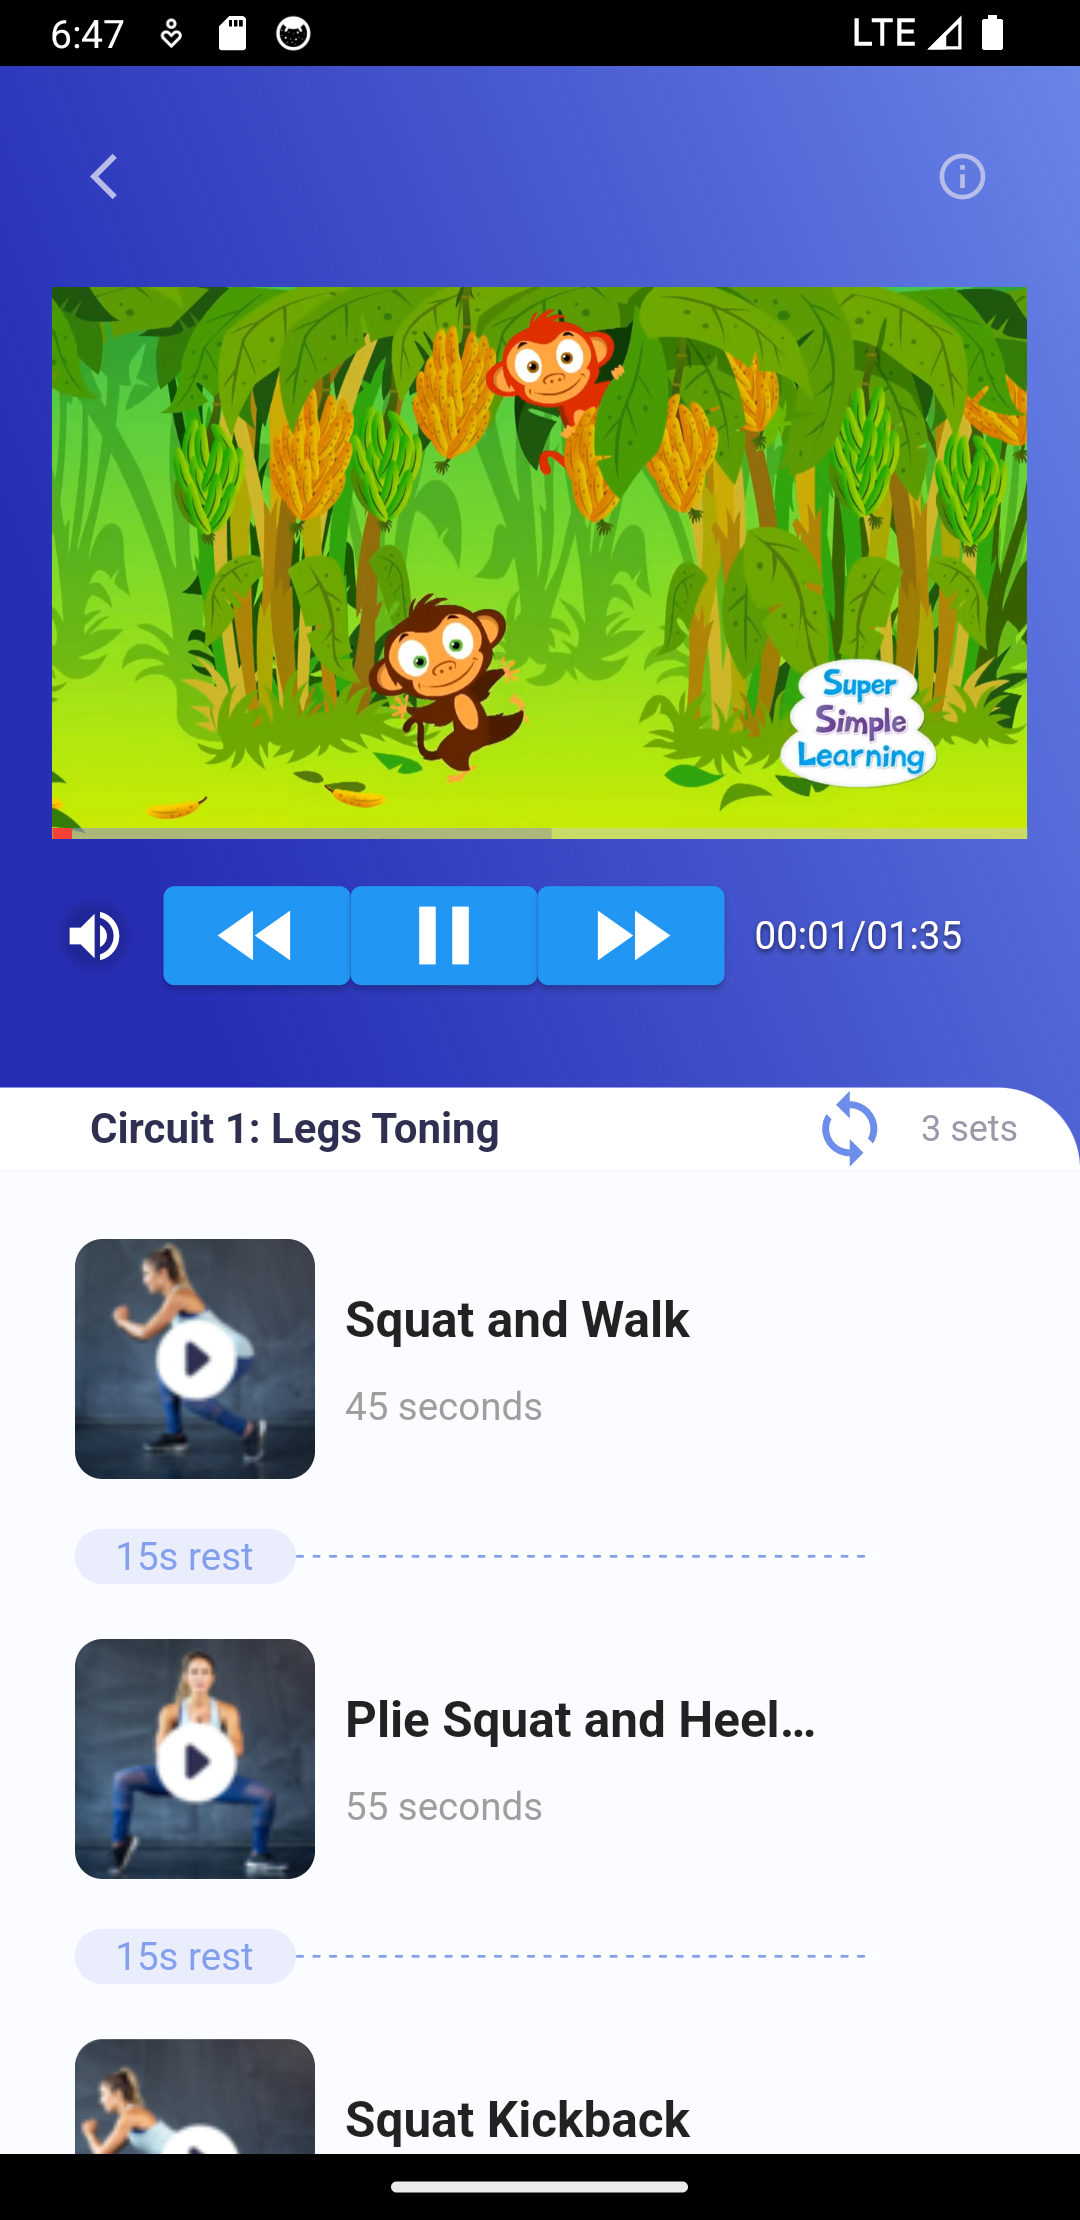 6:47
LTE
Super
Simple
Learning
00:01/01:35
Circuit 1: Legs Toning
3 sets
Squat and Walk
45 seconds
15s rest
Plie Squat and Heel...
55 seconds
15s rest
Squat Kickback